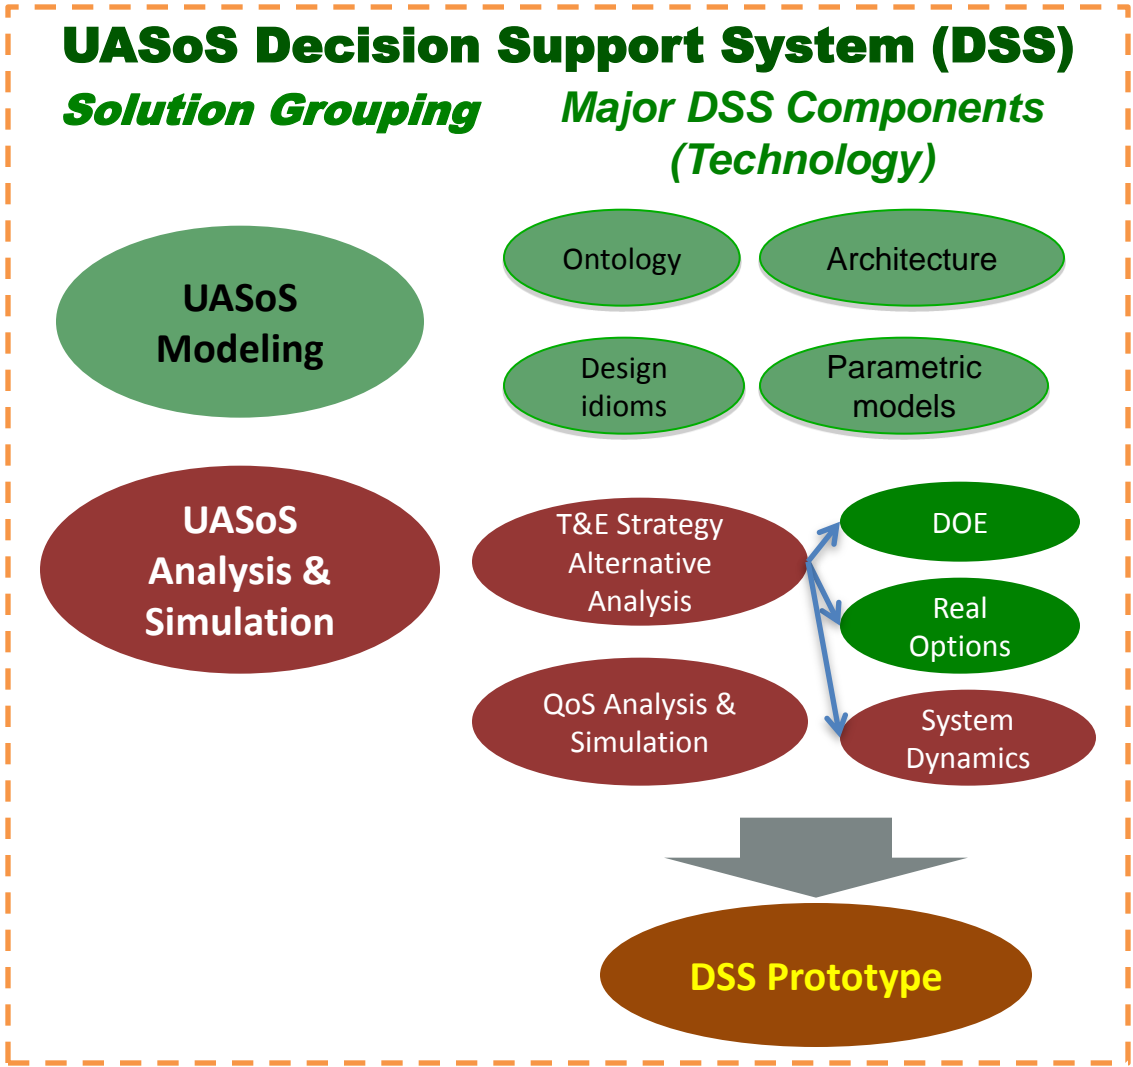 UASoS Decision Support System (DSS)
Solution Grouping
Major DSS Components
(Technology)
UASoS
Modeling
Ontology
Architecture
Design
idioms
Parametric
models
UASoS
Analysis &
Simulation
T&E Strategy
Alternative
Analysis
DOE
Real
Options
QoS Analysis &
Simulation
System
Dynamics
DSS Prototype